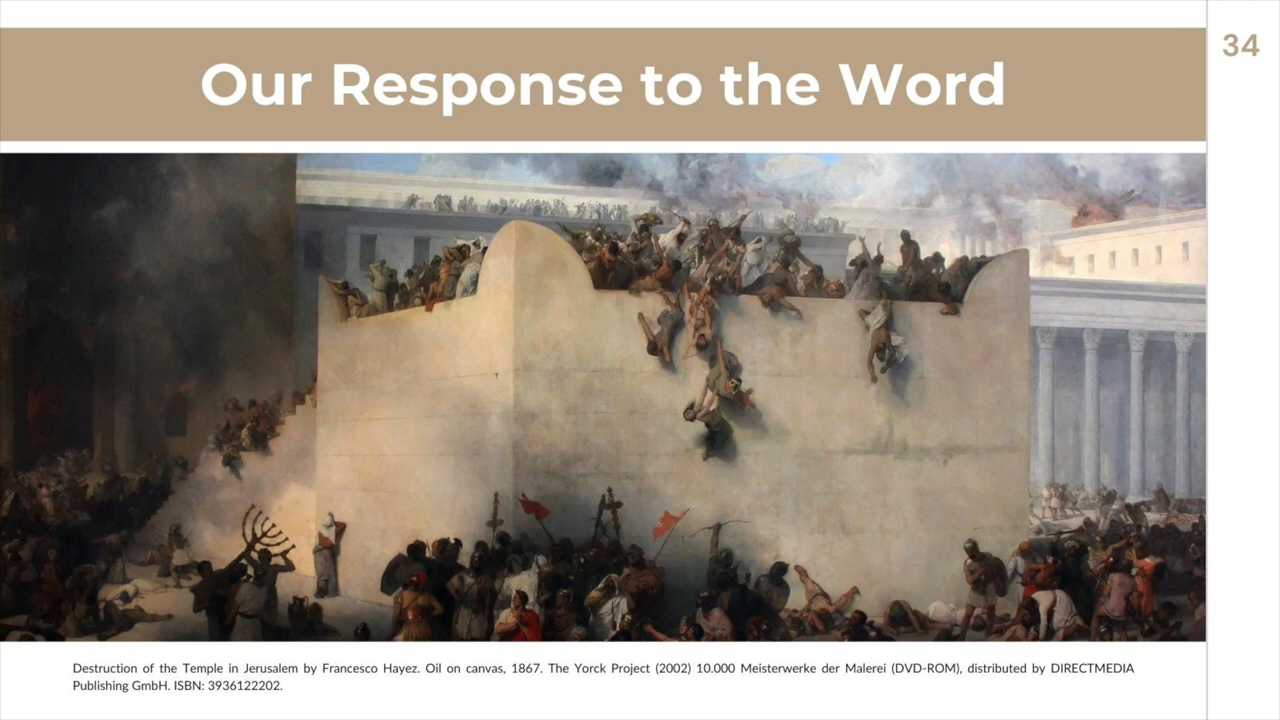 Our Response to the Word
34
Destruction of the Temple in Jerusalem by Francesco Hayez. Oil on canvas, 1867. The Yorck Project (2002) 10.000 Meisterwerke der Malerei (DVD-ROM), distributed by DIRECTMEDIA
Publishing GmbH. ISBN: 3936122202.